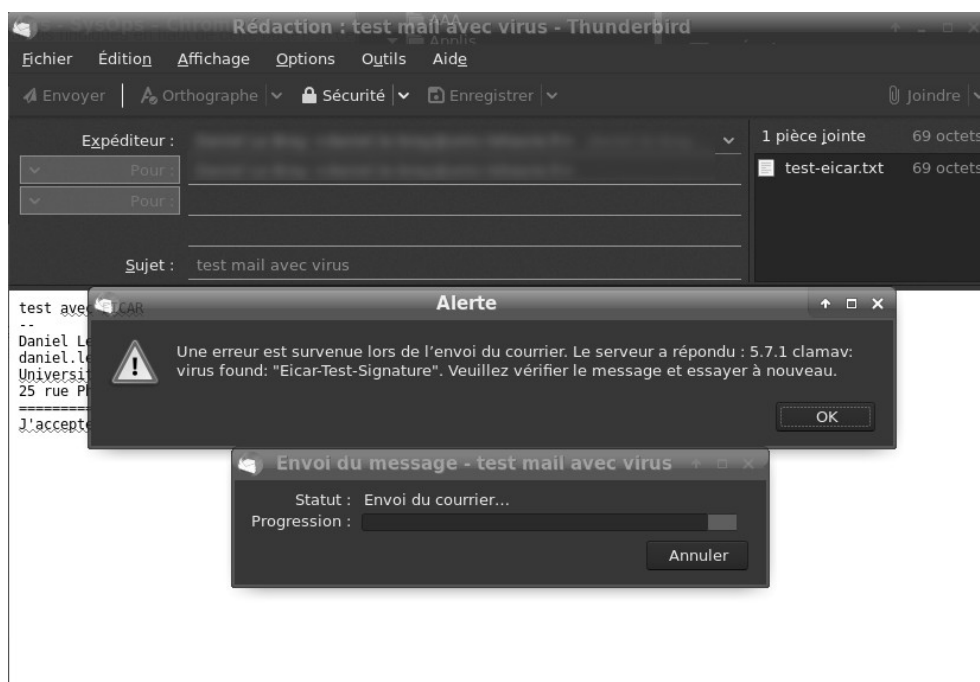 Rédaction : test mail avec virus - Thunderbird
Fichier Édition Affichage Options Outils Aide
Envoyer Orthographe Sécurité Enregistrer Joindre
Expéditeur :
1 pièce jointe 69 octets
Pour :
test-eicar.txt 69 octets
Pour :
Sujet : test mail avec virus
test avec EICAR
--
Daniel
25 rue
J'accepte
Alerte
Une erreur est survenue lors de l'envoi du courrier. Le serveur a répondu : 5.7.1 clamav:
virus found: "Eicar-Test-Signature". Veuillez vérifier le message et essayer à nouveau.
OK
Envoi du message - test mail avec virus
Statut : Envoi du courrier...
Progression :
Annuler